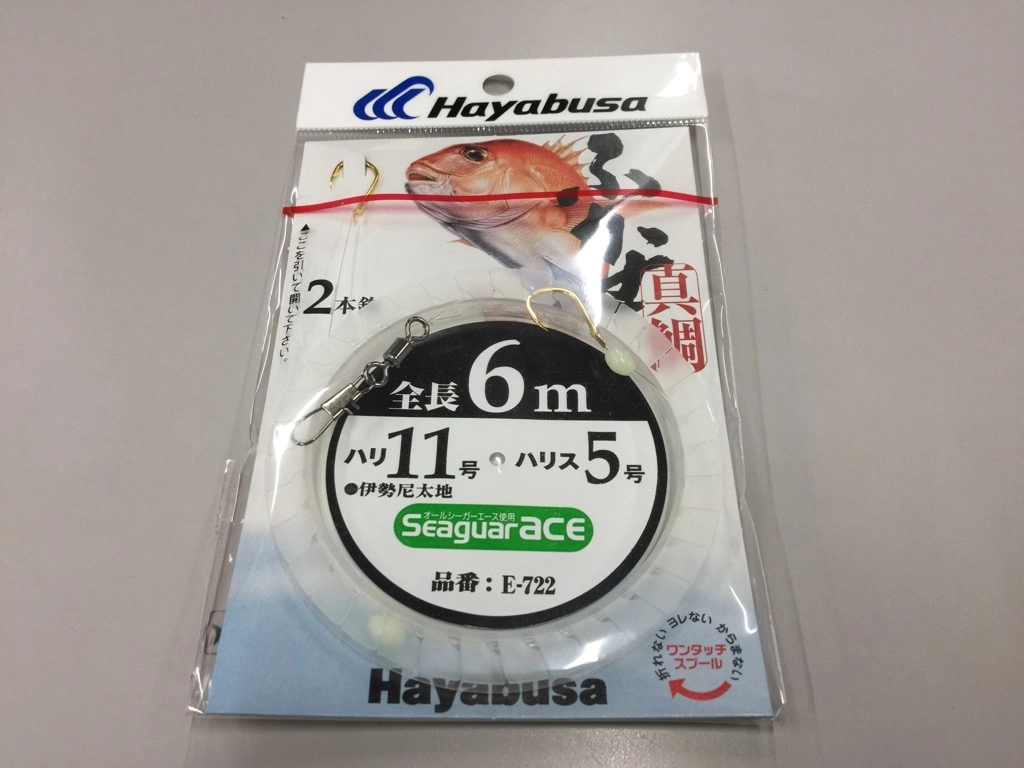 Hayabusa
ふかせ
真鯛
▲ここを引いて開いて下さい。
2本針
全長6m
ハリ11号 ハリス5号
●伊勢尼太地
オールシーガーエース使用
Seaguar ACE
品番：E-722
折れない ヨレない からまない
ワンタッチ
スプール
Hayabusa